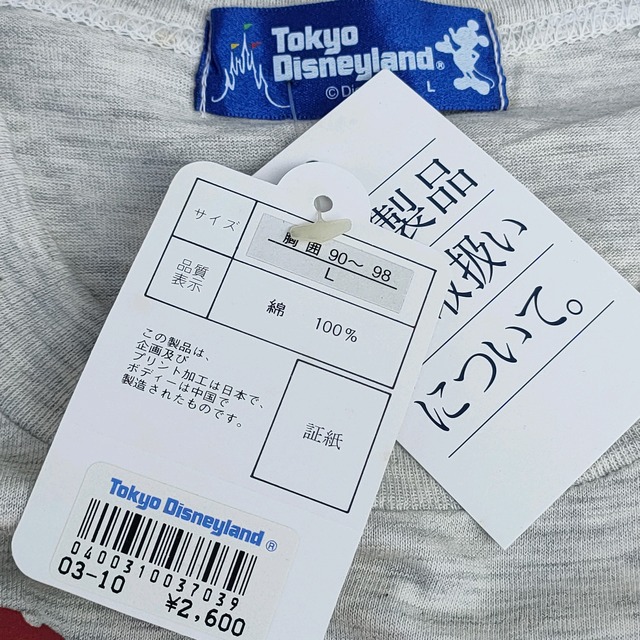 Tokyo
Disneyland®
©Di
L
製品
取扱い
について。
サイズ
胸囲 90〜98
L
品質
表示
綿 100%
この製品は、
企画及び
プリント加工は日本で、
ボディーは中国で
製造されたものです。
証紙
Tokyo Disneyland®
0400310037039
03-10
¥2,600